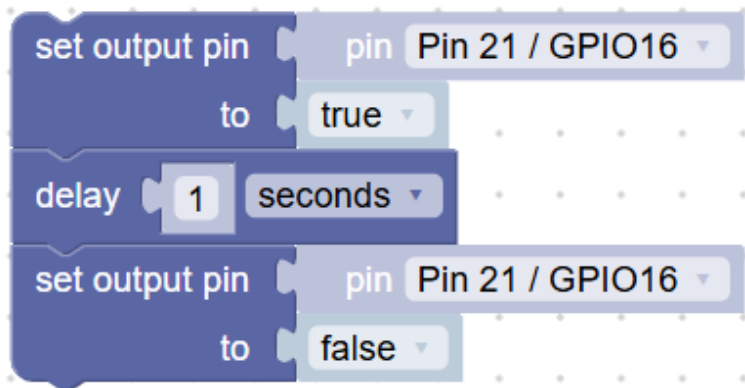 set output pin pin Pin 21 / GPIO16
to true
delay 1 seconds
set output pin pin Pin 21 / GPIO16
to false